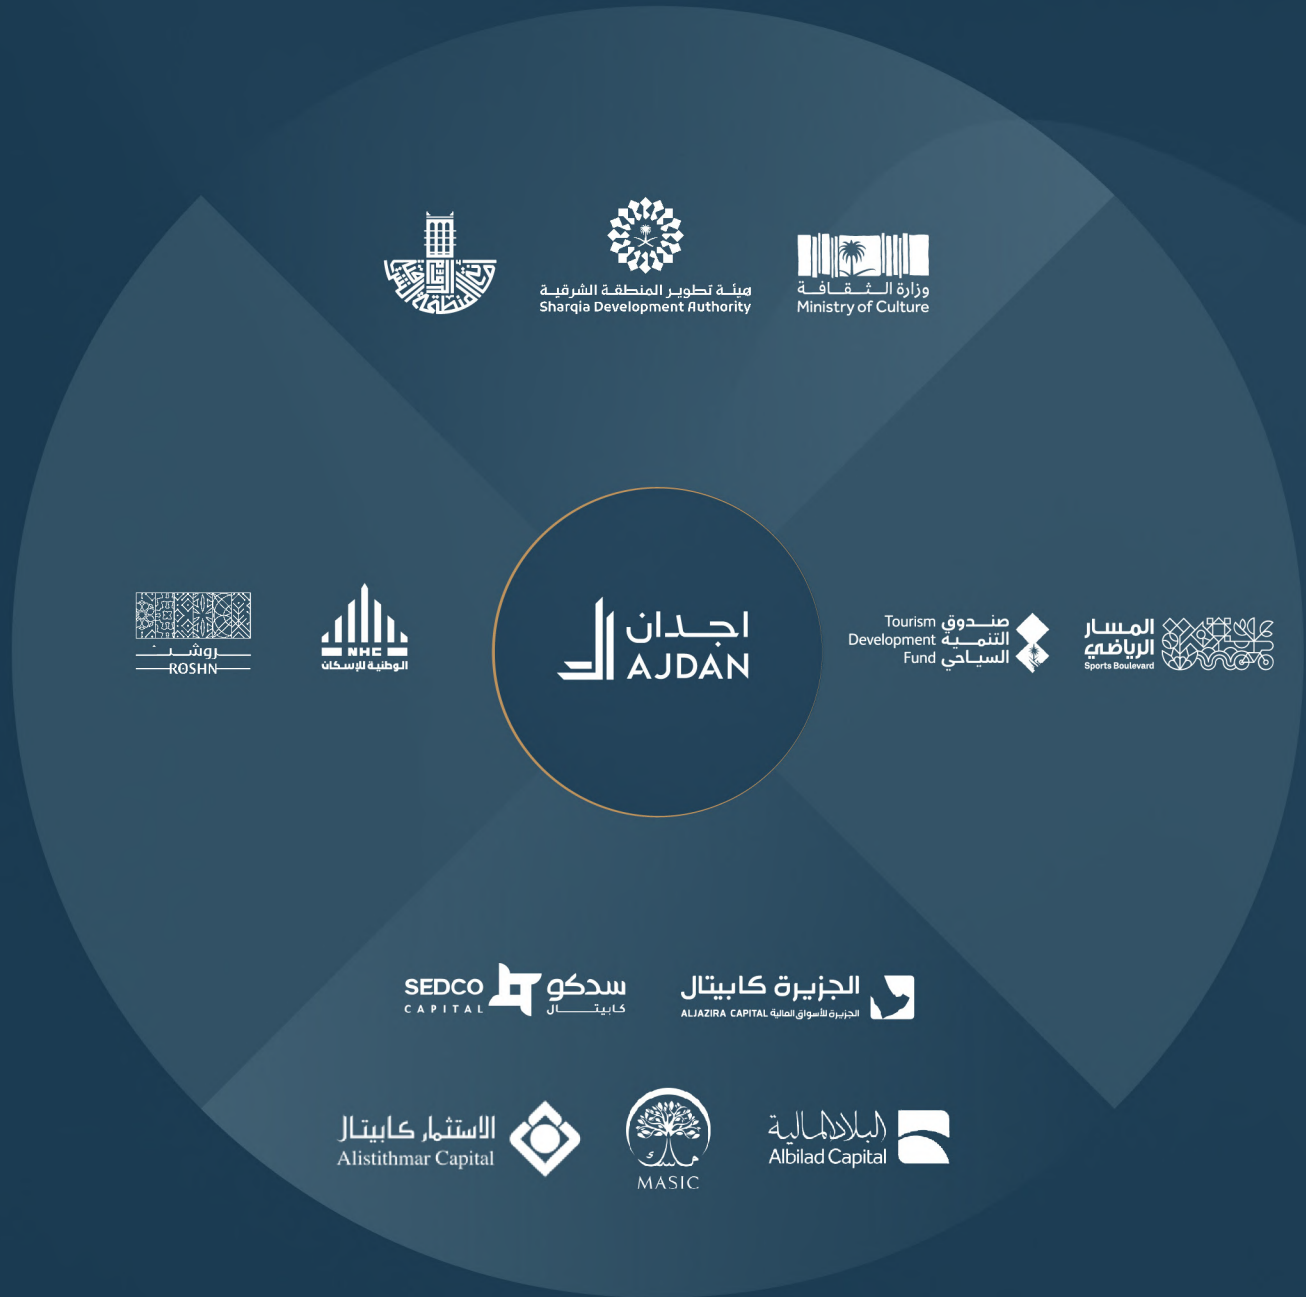 هيئة تطوير المنطقة الشرقية
Sharqia Development Authority
وزارة الثقافة
Ministry of Culture
روشن
ROSHN
NHC
الوطنية للإسكان
اجدان
AJDAN
Tourism
Development
Fund
صندوق
التنمية
السياحي
المسار
الرياضي
Sports Boulevard
SEDCO
CAPITAL
سدكو
كابيتال
الجزيرة كابيتال
ALJAZIRA CAPITAL الجزيرة للأسواق المالية
الاستثمار كابيتال
Alistithmar Capital
ماسك
MASIC
البلاد المالية
Albilad Capital